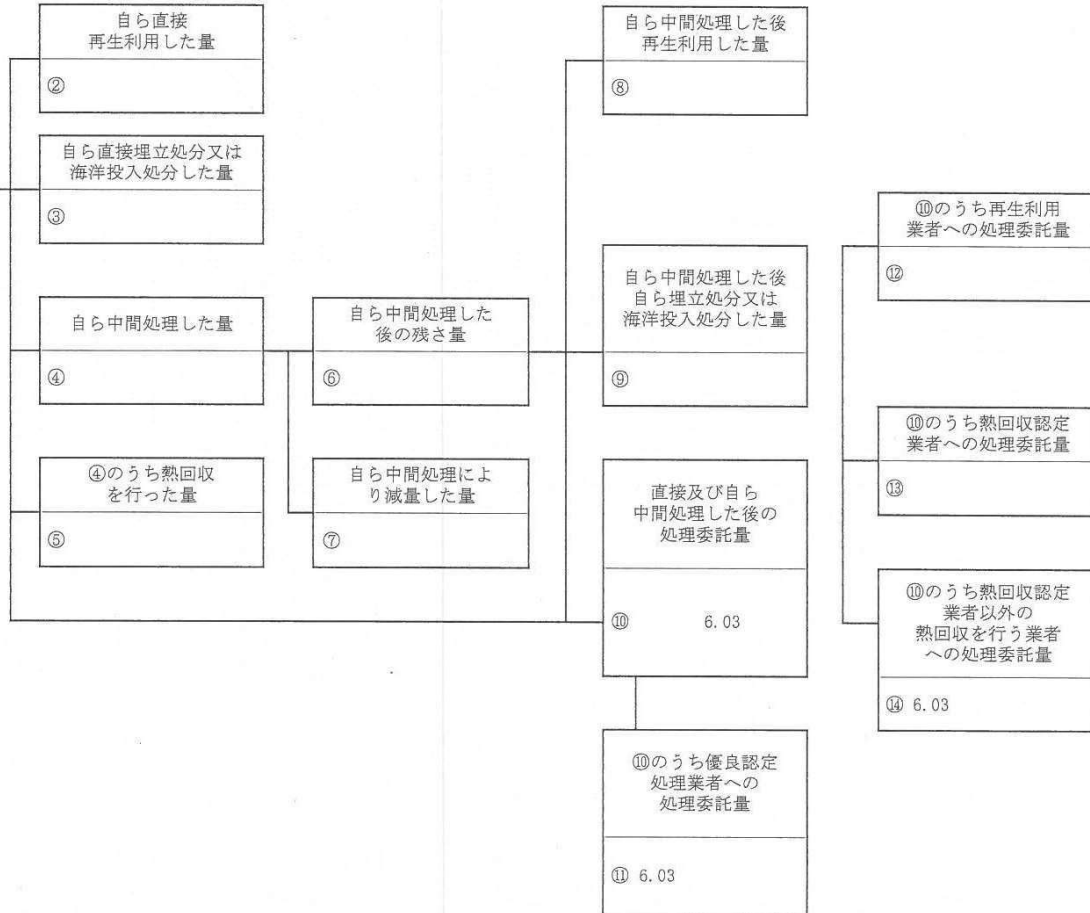 自ら直接
再生利用した量
②
自ら直接埋立処分又は
海洋投入処分した量
③
自ら中間処理した量
④
④のうち熱回収
を行った量
⑤
自ら中間処理した
後の残さ量
⑥
自ら中間処理によ
り減量した量
⑦
自ら中間処理した後
再生利用した量
⑧
自ら中間処理した後
自ら埋立処分又は
海洋投入処分した量
⑨
直接及び自ら
中間処理した後の
処理委託量
⑩ 6.03
⑩のうち優良認定
処理業者への
処理委託量
⑪ 6.03
⑩のうち再生利用
業者への処理委託量
⑫
⑩のうち熱回収認定
業者への処理委託量
⑬
⑩のうち熱回収認定
業者以外の
熱回収を行う業者
への処理委託量
⑭ 6.03